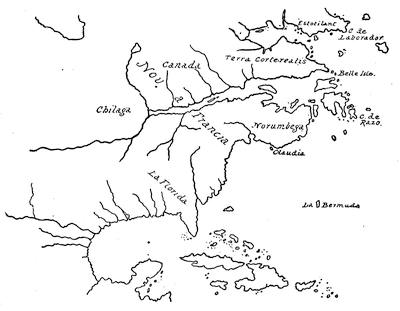 Estotilant
C. de
Laborador
Terra Corterealis
Canada
Nov.
Belle Isle.
Chilaga
Francia
Norumbega
C. de
Razo.
Claudia
La Florida
La Bermuda